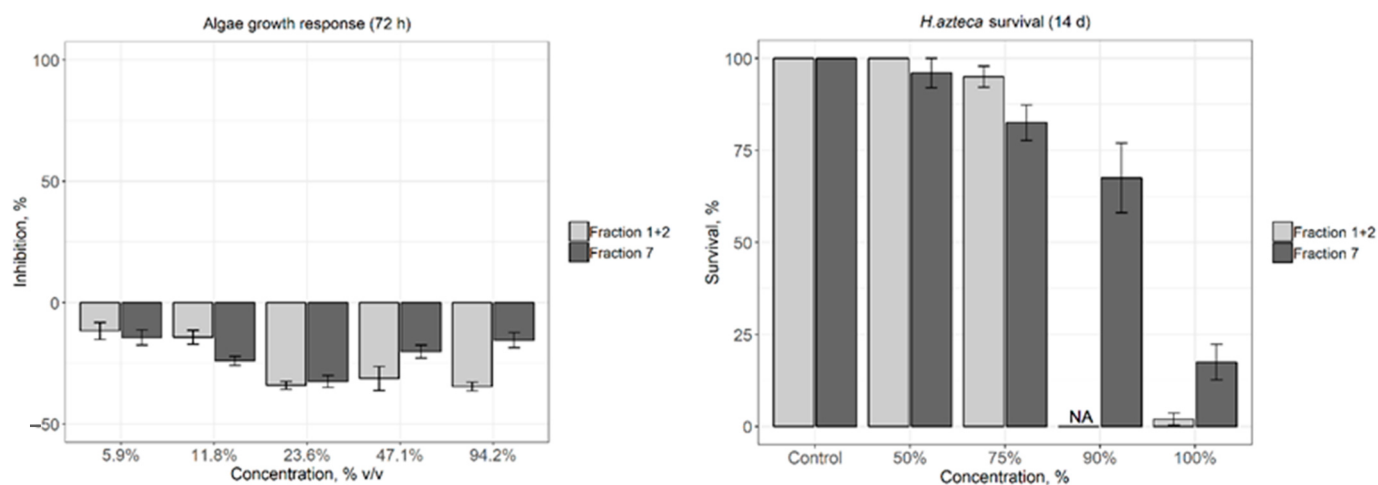 Algae growth response (72 h)
100
50
0
−50
Inhibition, %
5.9%
11.8%
23.6%
47.1%
94.2%
Concentration, % v/v
Fraction 1+2
Fraction 7
H.azteca survival (14 d)
100
75
50
25
0
Survival, %
NA
Control
50%
75%
90%
100%
Concentration, %
Fraction 1+2
Fraction 7